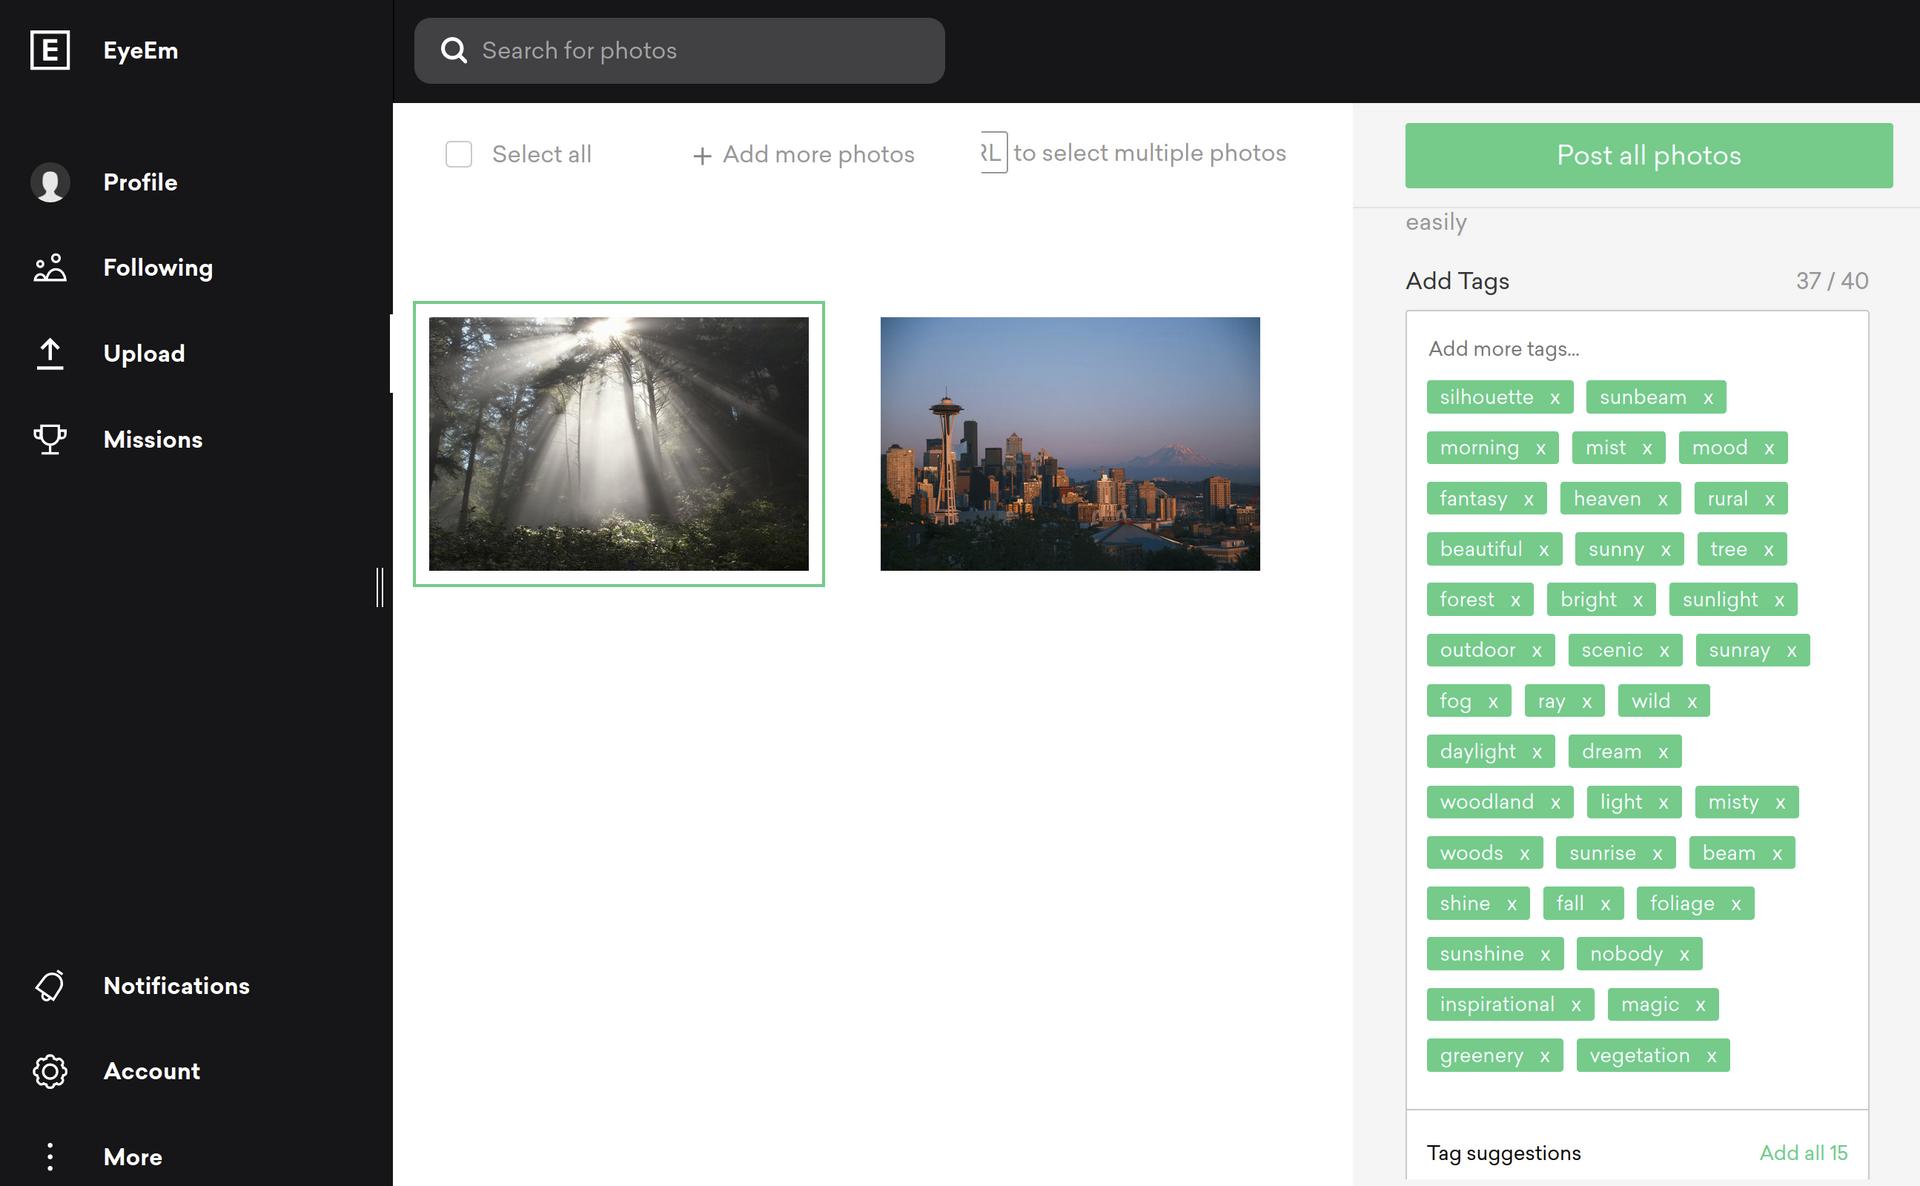 E EyeEm
Search for photos
Profile
Following
Upload
Missions
Notifications
Account
More
Select all
+ Add more photos
RL to select multiple photos
Post all photos
easily
Add Tags 37 / 40
Add more tags...
silhouette x sunbeam x
morning x mist x mood x
fantasy x heaven x rural x
beautiful x sunny x tree x
forest x bright x sunlight x
outdoor x scenic x sunray x
fog x ray x wild x
daylight x dream x
woodland x light x misty x
woods x sunrise x beam x
shine x fall x foliage x
sunshine x nobody x
inspirational x magic x
greenery x vegetation x
Tag suggestions Add all 15